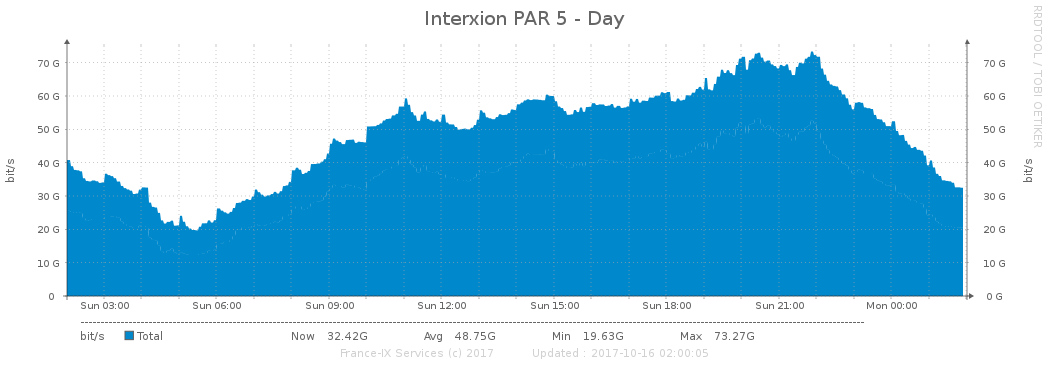 Interxion PAR 5 - Day
RRDTOOL / TOBI OETIKER
bit/s
bit/s
70 G 70 G
60 G 60 G
50 G 50 G
40 G 40 G
30 G 30 G
20 G 20 G
10 G 10 G
0 0 G
Sun 03:00 Sun 06:00 Sun 09:00 Sun 12:00 Sun 15:00 Sun 18:00 Sun 21:00 Mon 00:00
bit/s Total Now 32.42G Avg 48.75G Min 19.63G Max 73.27G
France-IX Services (c) 2017 Updated : 2017-10-16 02:00:05